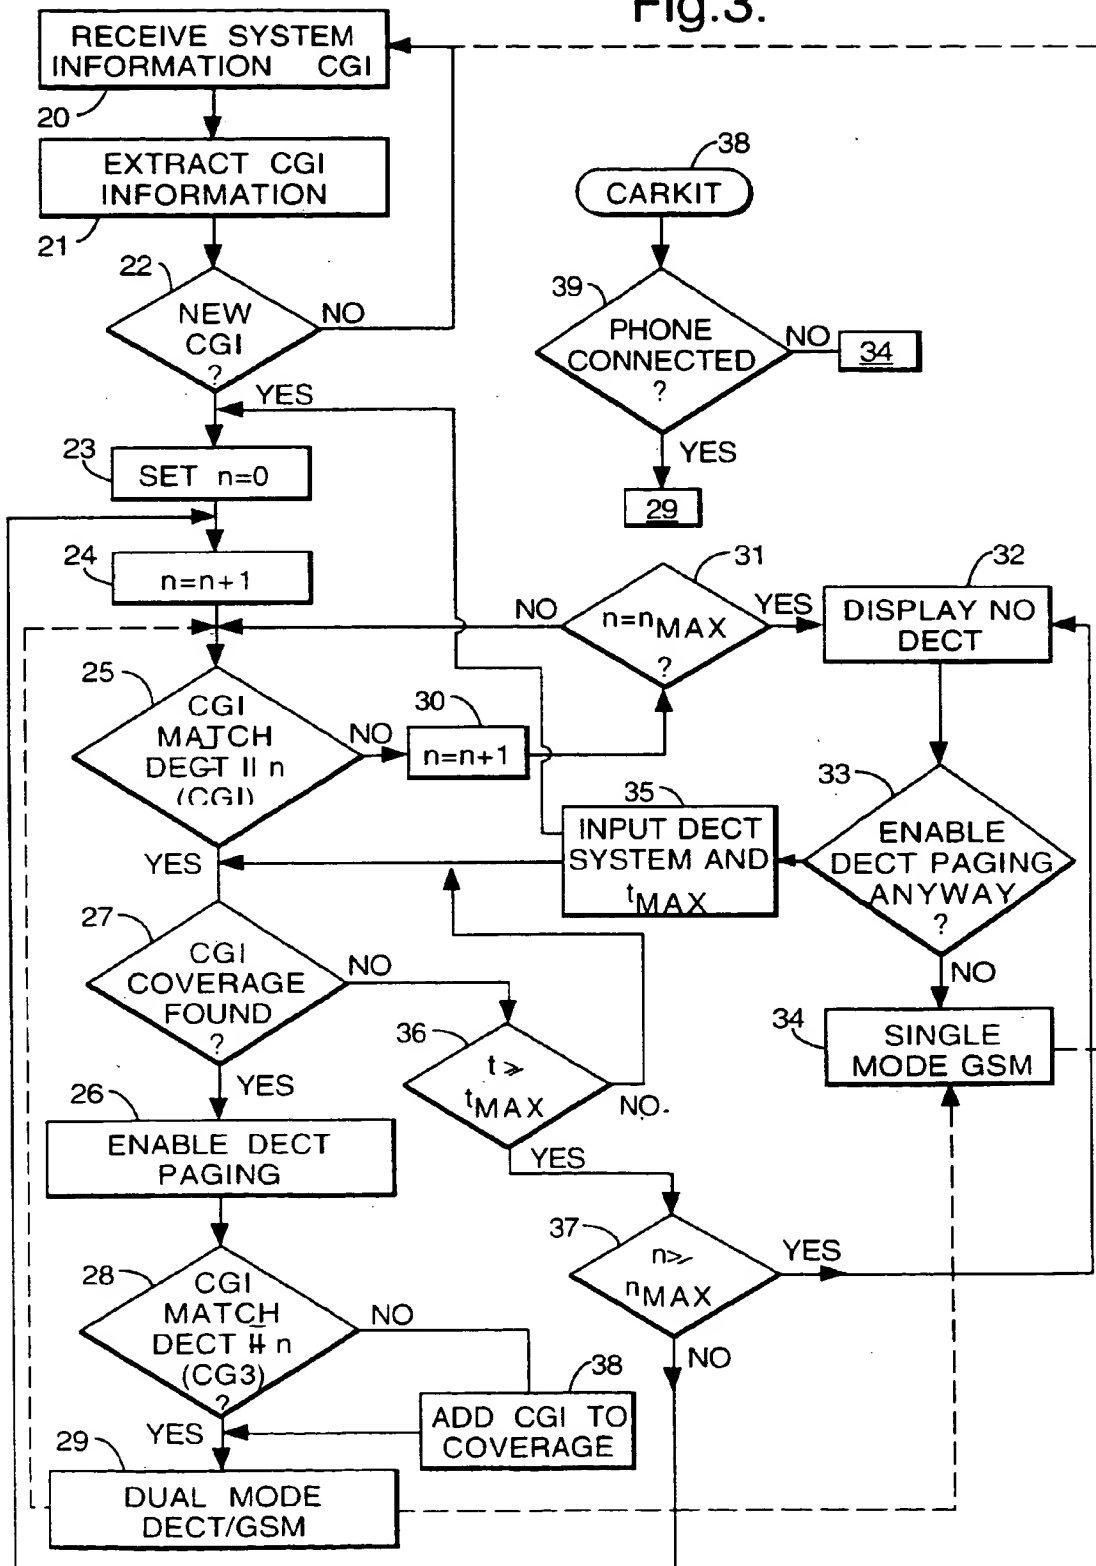 Fig.3.
RECEIVE SYSTEM
INFORMATION CGI
20
EXTRACT CGI
INFORMATION
21
22
NEW
CGI
?
NO
YES
38
CARKIT
39
PHONE
CONNECTED
?
NO
34
YES
29
23
SET n=0
24
n=n+1
31
n=nMAX
?
NO
YES
32
DISPLAY NO
DECT
25
CGI
MATCH
DECT # n
(CGI)
NO
30
n=n+1
YES
33
ENABLE
DECT PAGING
ANYWAY
?
NO
35
INPUT DECT
SYSTEM AND
tMAX
34
SINGLE
MODE GSM
27
CGI
COVERAGE
FOUND
?
NO
YES
36
t ⩾
tMAX
NO.
YES
26
ENABLE DECT
PAGING
37
n⩾
nMAX
YES
NO
28
CGI
MATCH
DECT # n
(CG3)
?
NO
YES
38
ADD CGI TO
COVERAGE
29
DUAL MODE
DECT/GSM